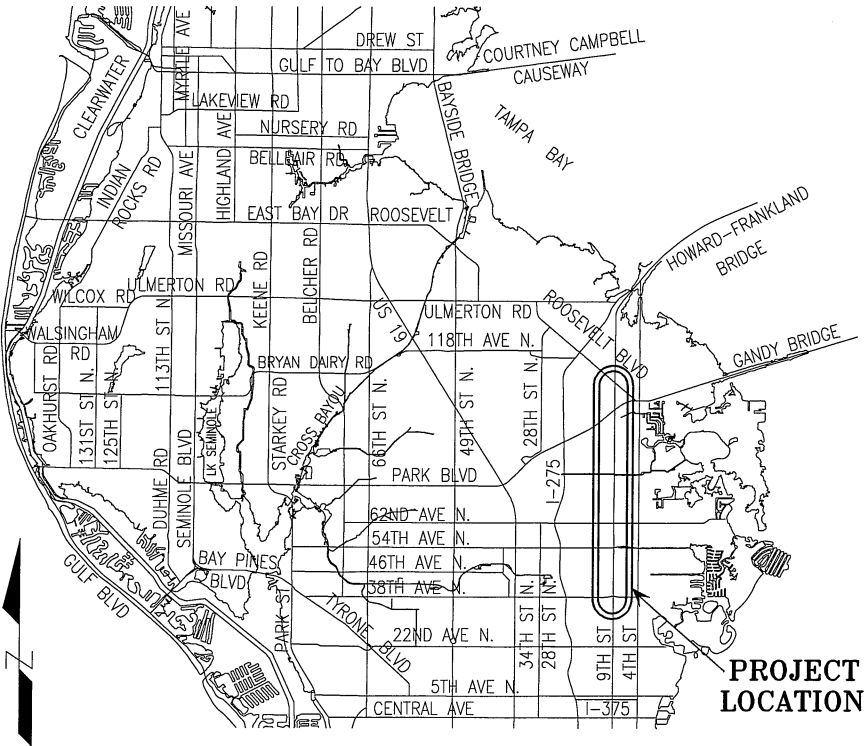 DREW ST
COURTNEY CAMPBELL
CAUSEWAY
GULF TO BAY BLVD
MYRTLE AVE
CLEARWATER
LAKEVIEW RD
BAYSIDE BRIDGE
TAMPA BAY
NURSERY RD
HIGHLAND AVE
BELLEAIR RD
INDIAN
ROCKS RD
MISSOURI AVE
EAST BAY DR
ROOSEVELT
HOWARD-FRANKLAND
BRIDGE
KEENE RD
BELCHER RD
ULMERTON RD
WILCOX RD
US 19
ULMERTON RD
ROOSEVELT BLVD
WALSINGHAM
RD
113TH ST N.
118TH AVE N.
GANDY BRIDGE
BRYAN DAIRY RD
OAKHURST RD
131ST ST N.
125TH ST N.
LK SEMINOLE
STARKEY RD
CROSS BAYOU
66TH ST N.
49TH ST N.
28TH ST N.
PARK BLVD
I-275
DUHME RD
SEMINOLE BLVD
62ND AVE N.
54TH AVE N.
46TH AVE N.
38TH AVE N.
BAY PINES
BLVD
GULF BLVD
PARK ST
TYRONE BLVD
34TH ST N.
28TH ST N.
9TH ST
4TH ST
22ND AVE N.
N
PROJECT
LOCATION
5TH AVE N.
CENTRAL AVE
I-375